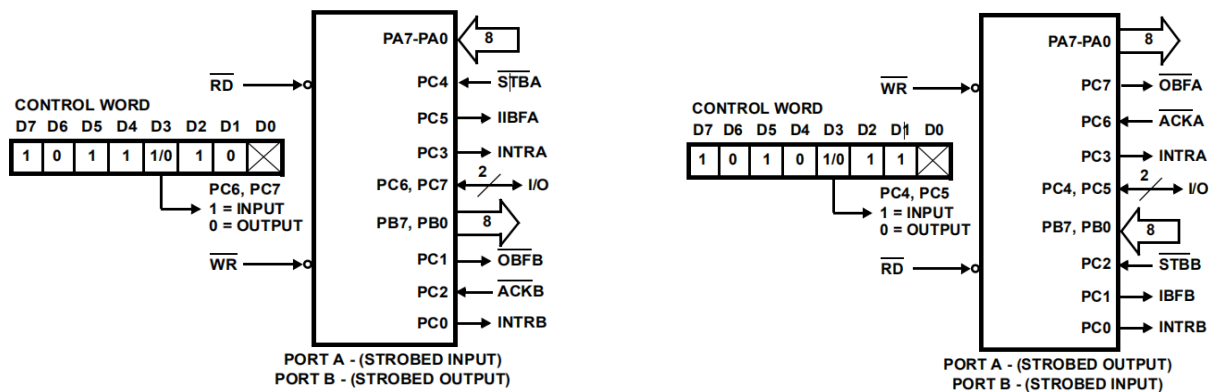 PA7-PA0
8
RD
PC4
STBA
CONTROL WORD
D7 D6 D5 D4 D3 D2 D1 D0
1 0 1 1 1/0 1 0
PC6, PC7
1 = INPUT
0 = OUTPUT
PC5
IIBFA
PC3
INTRA
PC6, PC7
2
I/O
PB7, PB0
8
WR
PC1
OBFB
PC2
ACKB
PC0
INTRB
PORT A - (STROBED INPUT)
PORT B - (STROBED OUTPUT)
PA7-PA0
8
WR
PC7
OBFA
CONTROL WORD
D7 D6 D5 D4 D3 D2 D1 D0
1 0 1 0 1/0 1 1
PC4, PC5
1 = INPUT
0 = OUTPUT
PC6
ACKA
PC3
INTRA
PC4, PC5
2
I/O
PB7, PB0
8
RD
PC2
STBB
PC1
IBFB
PC0
INTRB
PORT A - (STROBED OUTPUT)
PORT B - (STROBED INPUT)